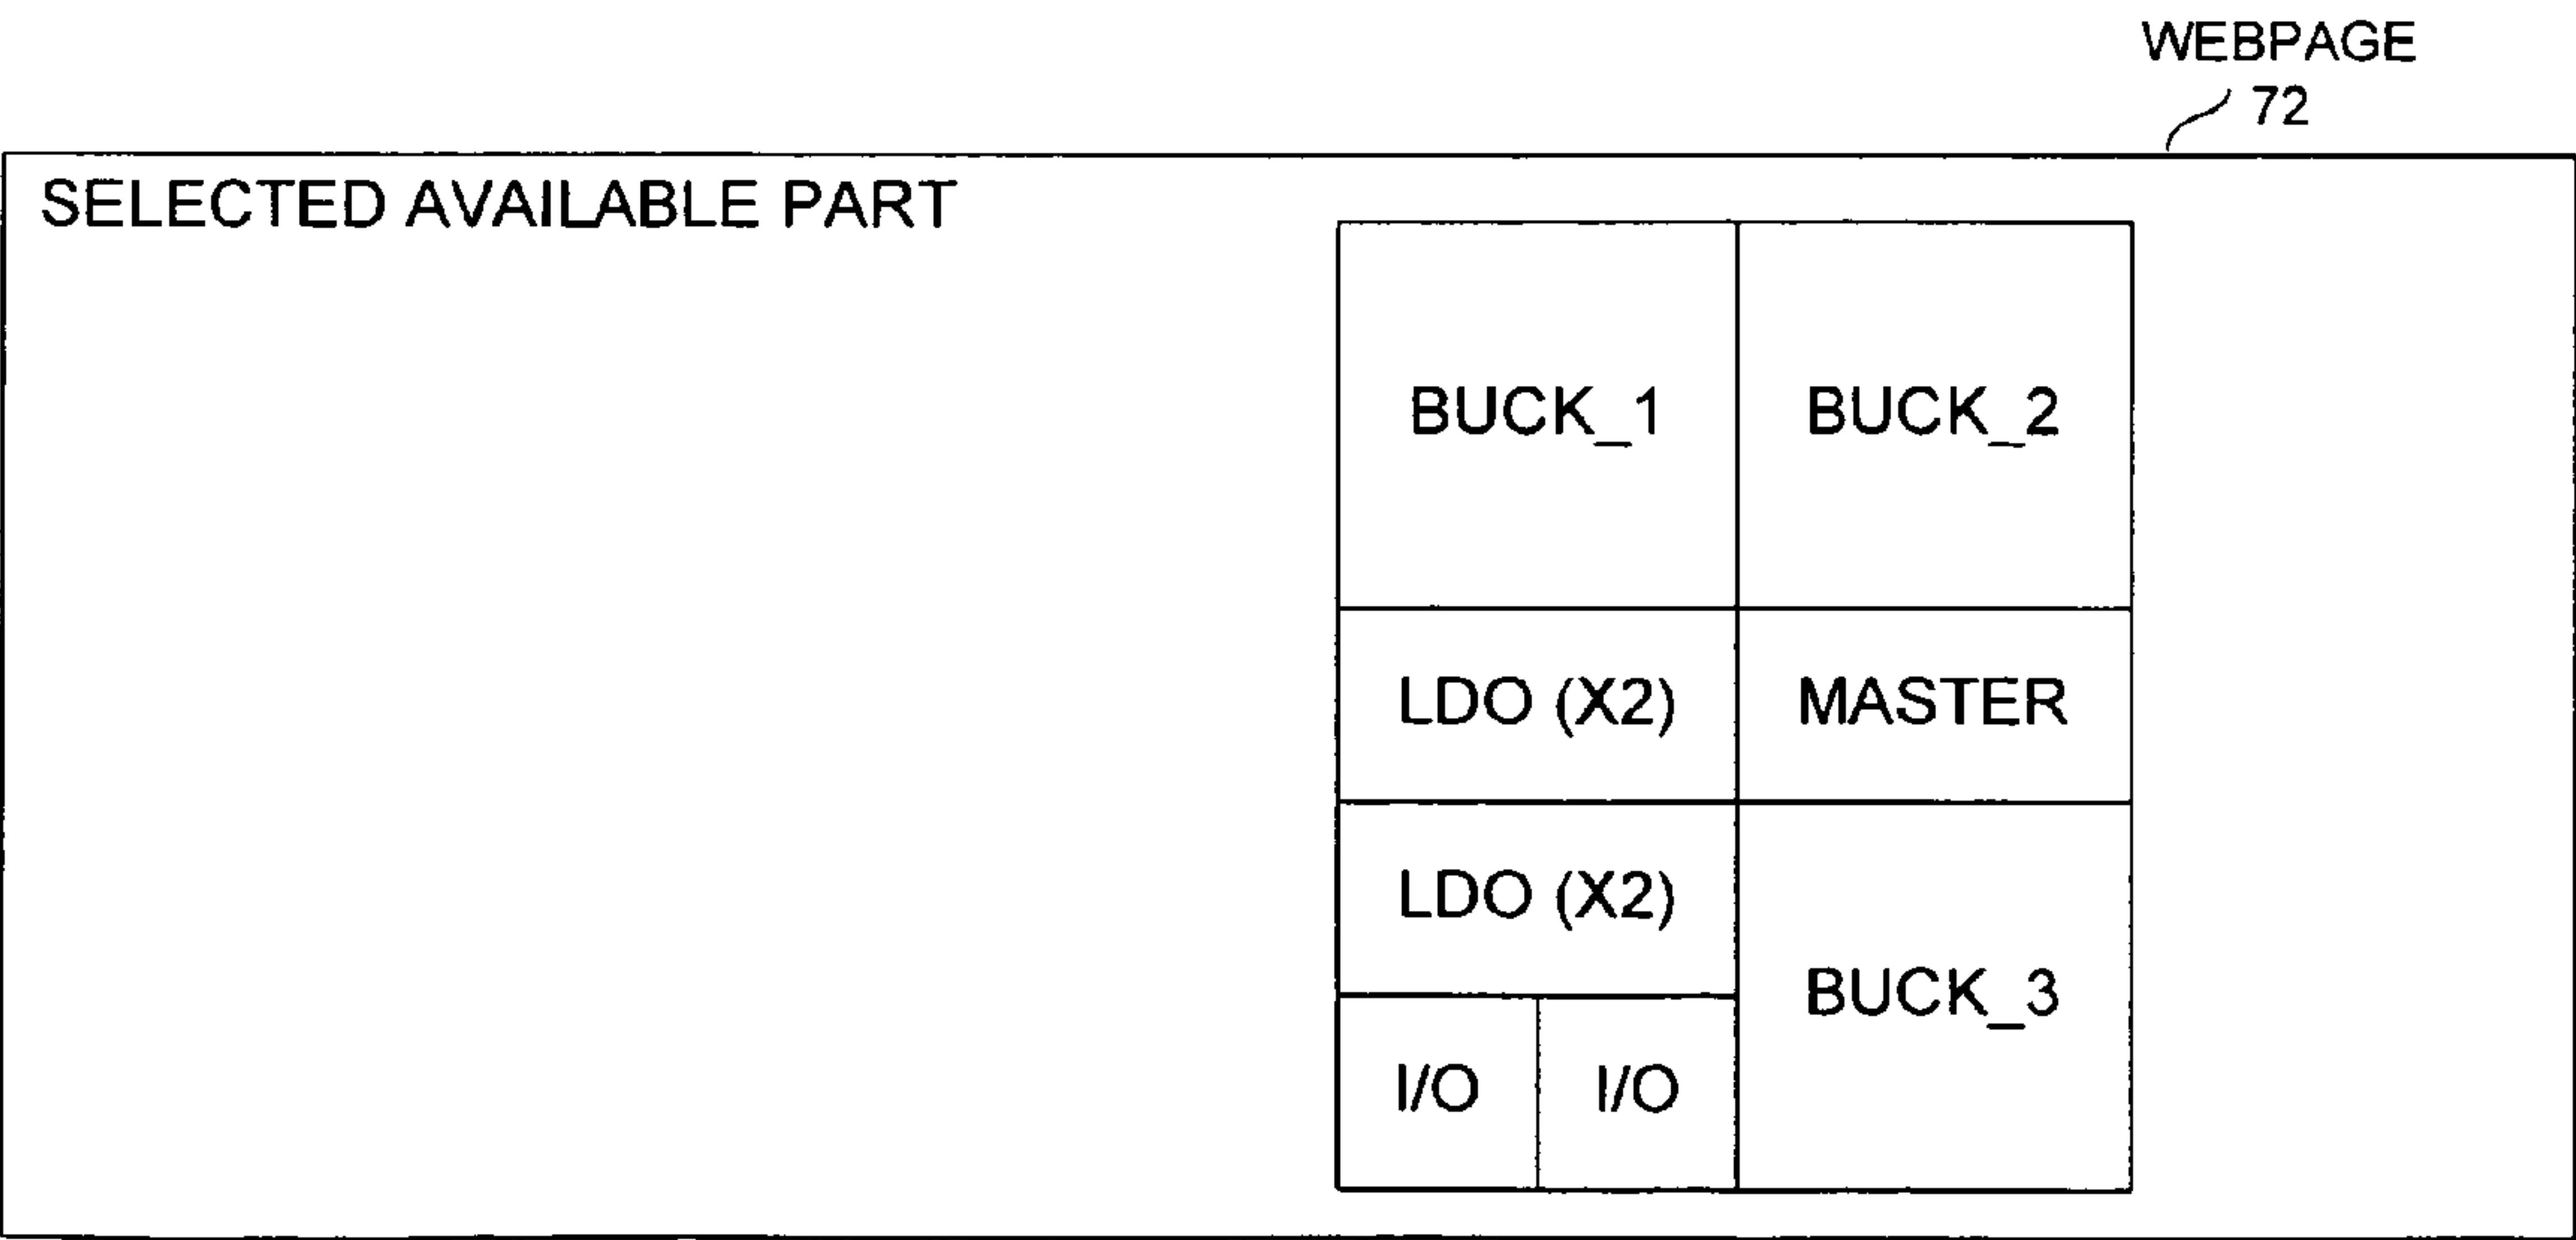 WEBPAGE
72
SELECTED AVAILABLE PART
BUCK_1
BUCK_2
LDO (X2)
MASTER
LDO (X2)
BUCK_3
I/O
I/O